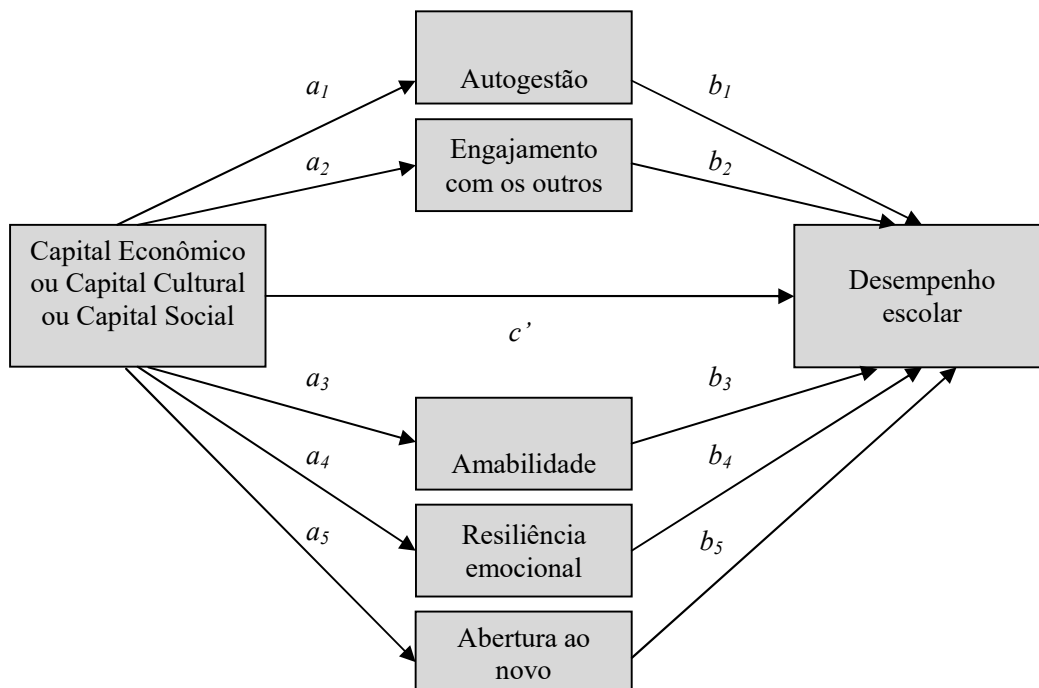 Autogestão
a1
b1
Engajamento
com os outros
a2
b2
Capital Econômico
ou Capital Cultural
ou Capital Social
Desempenho
escolar
c’
a3
b3
Amabilidade
a4
b4
Resiliência
emocional
a5
b5
Abertura ao
novo